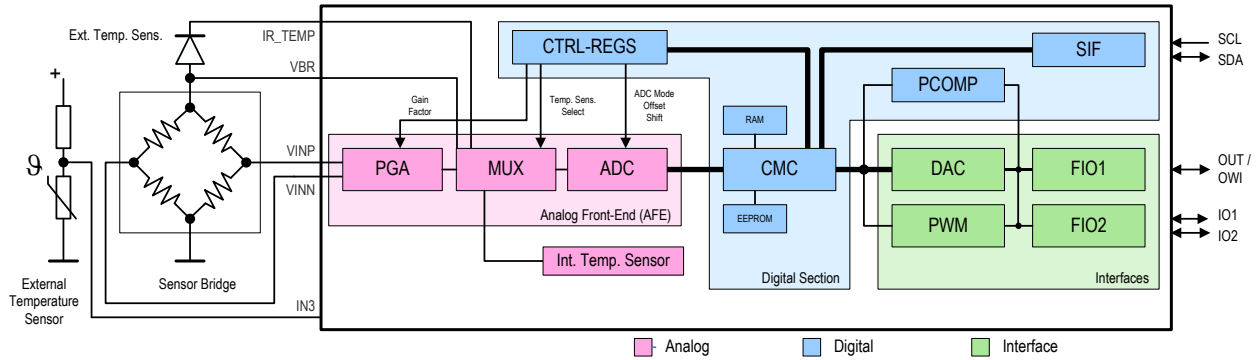 Ext. Temp. Sens.
IR_TEMP
VBR
CTRL-REGS
SIF
SCL
SDA
PCOMP
+
Gain
Factor
Temp. Sens.
Select
ADC Mode
Offset
Shift
RAM
ϑ
VINP
VINN
PGA
MUX
ADC
CMC
DAC
FIO1
OUT /
OWI
Analog Front-End (AFE)
EEPROM
PWM
FIO2
IO1
IO2
Int. Temp. Sensor
External
Temperature
Sensor
Sensor Bridge
IN3
Digital Section
Interfaces
Analog
Digital
Interface